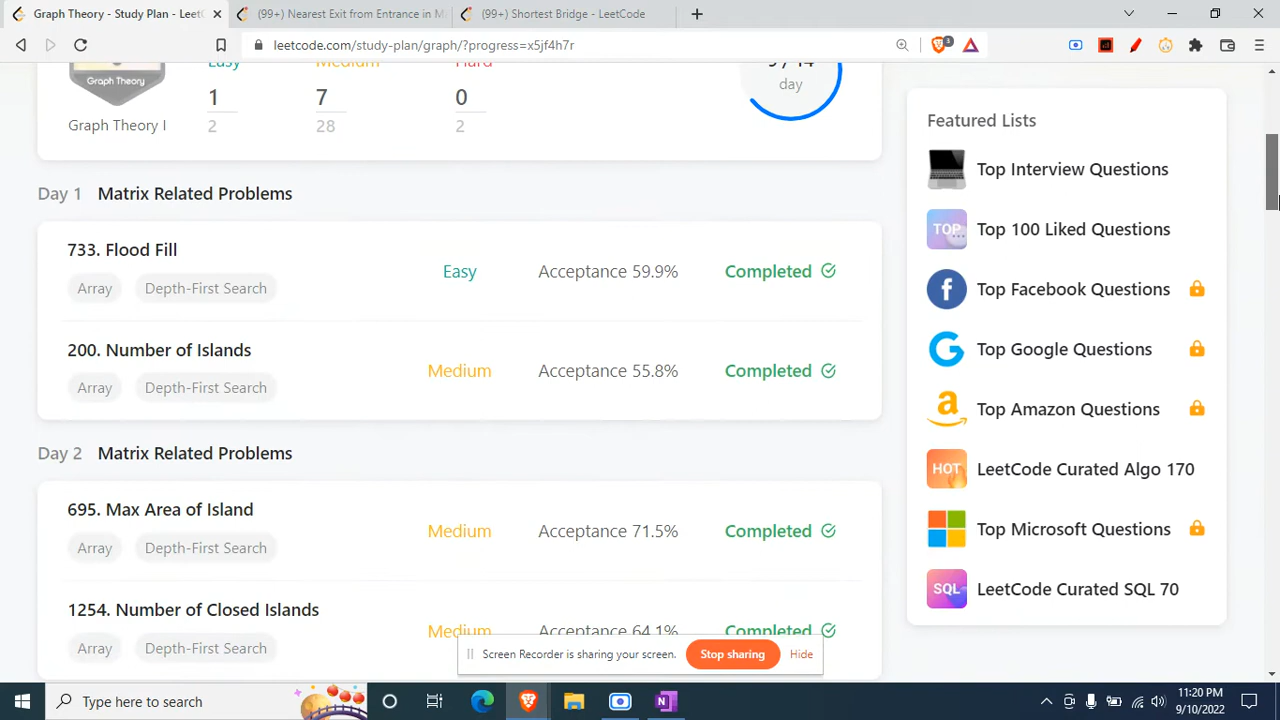 Graph Theory - Study Plan - LeetC
(99+) Nearest Exit from Entrance in M
(99+) Shortest Bridge - LeetCode
leetcode.com/study-plan/graph/?progress=x5jf4h7r
3
Easy
Medium
Hard
Graph Theory
1
7
0
day
Graph Theory I
2
28
2
Day 1 Matrix Related Problems
733. Flood Fill
Array Depth-First Search
Easy
Acceptance 59.9%
Completed
200. Number of Islands
Array Depth-First Search
Medium
Acceptance 55.8%
Completed
Day 2 Matrix Related Problems
695. Max Area of Island
Array Depth-First Search
Medium
Acceptance 71.5%
Completed
1254. Number of Closed Islands
Array Depth-First Search
Medium
Acceptance 64.1%
Completed
Featured Lists
Top Interview Questions
TOP
Top 100 Liked Questions
Top Facebook Questions
Top Google Questions
Top Amazon Questions
HOT
LeetCode Curated Algo 170
Top Microsoft Questions
SQL
LeetCode Curated SQL 70
Screen Recorder is sharing your screen. Stop sharing Hide
Type here to search
11:20 PM
9/10/2022